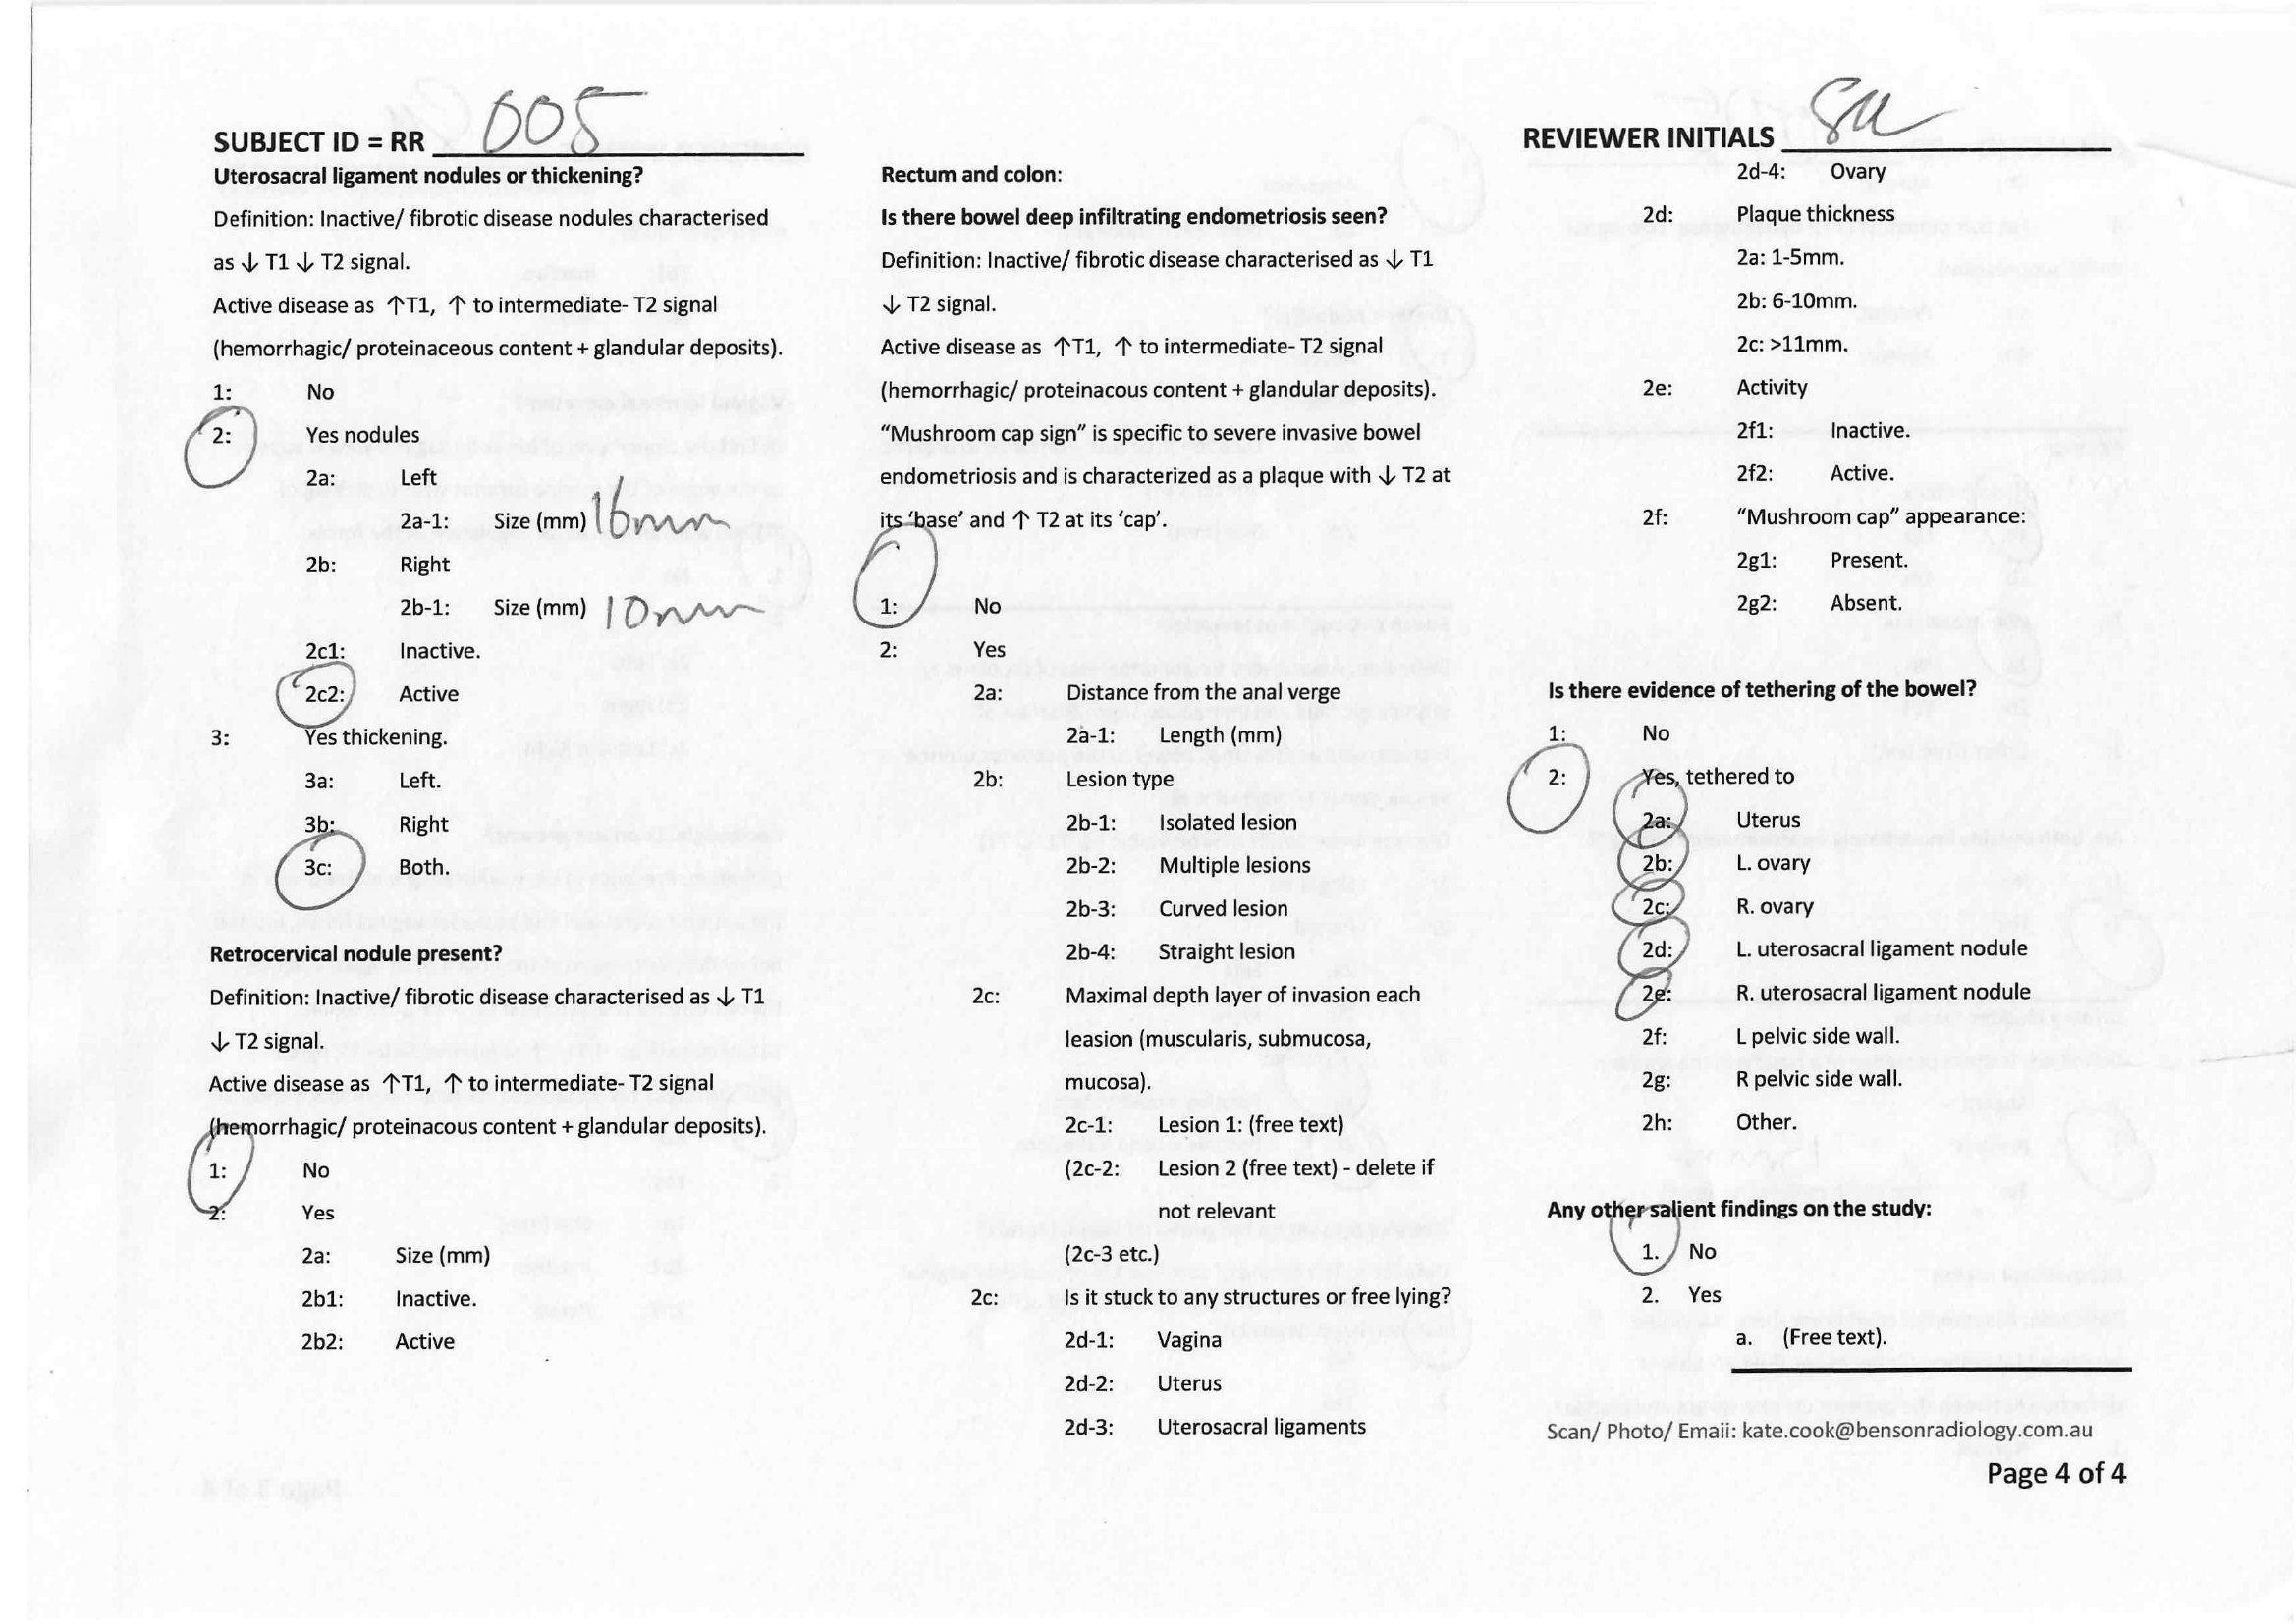 SUBJECT ID = RR 005
Uterosacral ligament nodules or thickening?
Definition: Inactive/ fibrotic disease nodules characterised
as ↓ T1 ↓ T2 signal.
Active disease as ↑T1, ↑ to intermediate- T2 signal
(hemorrhagic/ proteinaceous content + glandular deposits).
1: No
2: Yes nodules
2a: Left
2a-1: Size (mm) 16mm
2b: Right
2b-1: Size (mm) 10mm
2c1: Inactive.
2c2: Active
3: Yes thickening.
3a: Left.
3b: Right
3c: Both.
Retrocervical nodule present?
Definition: Inactive/ fibrotic disease characterised as ↓ T1
↓ T2 signal.
Active disease as ↑T1, ↑ to intermediate- T2 signal
(hemorrhagic/ proteinacous content + glandular deposits).
1: No
2: Yes
2a: Size (mm)
2b1: Inactive.
2b2: Active
Rectum and colon:
Is there bowel deep infiltrating endometriosis seen?
Definition: Inactive/ fibrotic disease characterised as ↓ T1
↓ T2 signal.
Active disease as ↑T1, ↑ to intermediate- T2 signal
(hemorrhagic/ proteinacous content + glandular deposits).
“Mushroom cap sign” is specific to severe invasive bowel
endometriosis and is characterized as a plaque with ↓ T2 at
its ‘base’ and ↑ T2 at its ‘cap’.
1: No
2: Yes
2a: Distance from the anal verge
2a-1: Length (mm)
2b: Lesion type
2b-1: Isolated lesion
2b-2: Multiple lesions
2b-3: Curved lesion
2b-4: Straight lesion
2c: Maximal depth layer of invasion each
leasion (muscularis, submucosa,
mucosa).
2c-1: Lesion 1: (free text)
(2c-2: Lesion 2 (free text) - delete if
not relevant
(2c-3 etc.)
2c: Is it stuck to any structures or free lying?
2d-1: Vagina
2d-2: Uterus
2d-3: Uterosacral ligaments
REVIEWER INITIALS
2d-4: Ovary
2d: Plaque thickness
2a: 1-5mm.
2b: 6-10mm.
2c: >11mm.
2e: Activity
2f1: Inactive.
2f2: Active.
2f: “Mushroom cap” appearance:
2g1: Present.
2g2: Absent.
Is there evidence of tethering of the bowel?
1: No
2: Yes, tethered to
2a: Uterus
2b: L. ovary
2c: R. ovary
2d: L. uterosacral ligament nodule
2e: R. uterosacral ligament nodule
2f: L pelvic side wall.
2g: R pelvic side wall.
2h: Other.
Any other salient findings on the study:
1. No
2. Yes
a. (Free text).
Scan/ Photo/ Email: kate.cook@bensonradiology.com.au
Page 4 of 4